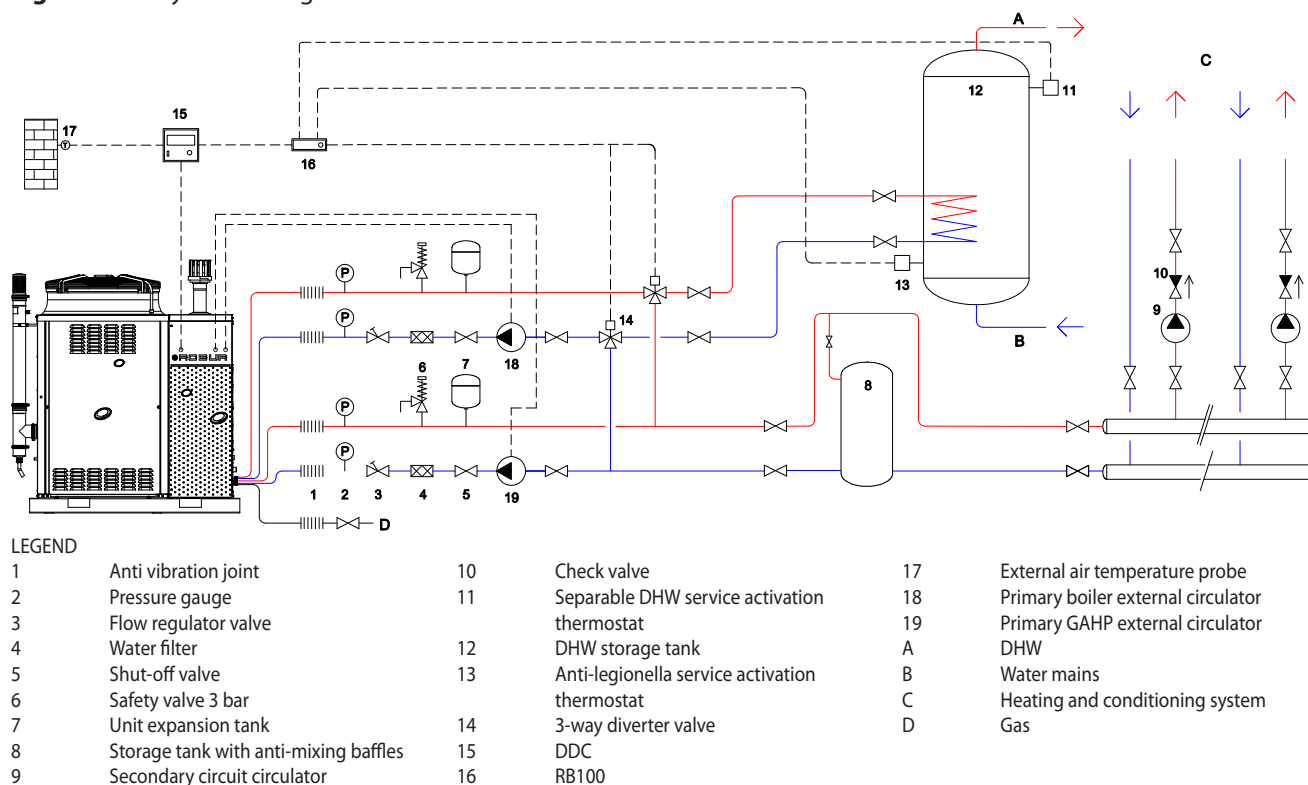 A
C
12
11
15
17
16
13
B
10
9
14
18
6
7
8
P
P
P
P
ROBUR
1
2
3
4
5
19
D
LEGEND
1 Anti vibration joint
2 Pressure gauge
3 Flow regulator valve
4 Water filter
5 Shut-off valve
6 Safety valve 3 bar
7 Unit expansion tank
8 Storage tank with anti-mixing baffles
9 Secondary circuit circulator
10 Check valve
11 Separable DHW service activation
thermostat
12 DHW storage tank
13 Anti-legionella service activation
thermostat
14 3-way diverter valve
15 DDC
16 RB100
17 External air temperature probe
18 Primary boiler external circulator
19 Primary GAHP external circulator
A DHW
B Water mains
C Heating and conditioning system
D Gas